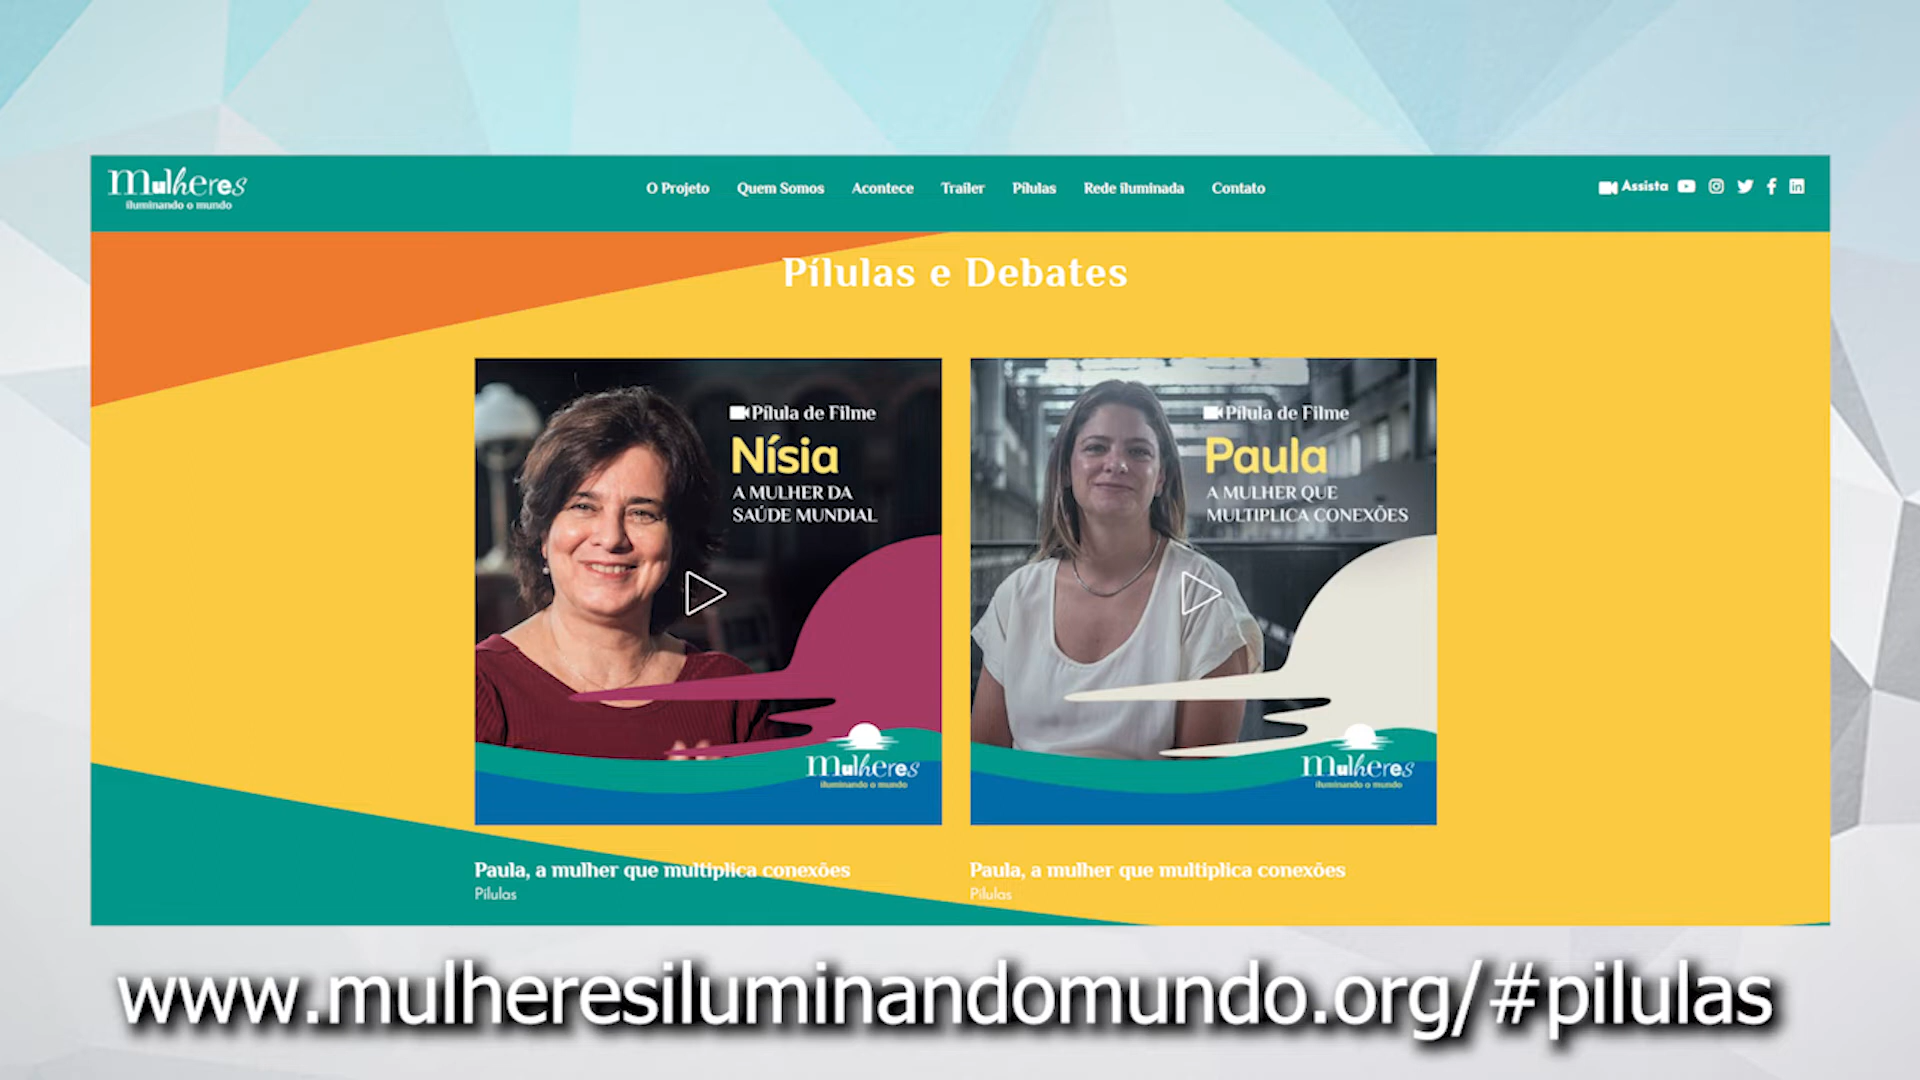 Mulheres
iluminando o mundo
O Projeto Quem Somos Acontece Trailer Pílulas Rede iluminada Contato
Assista
Pílulas e Debates
Pílula de Filme
Nísia
A MULHER DA
SAÚDE MUNDIAL
Mulheres
iluminando o mundo
Pílula de Filme
Paula
A MULHER QUE
MULTIPLICA CONEXÕES
Mulheres
iluminando o mundo
Paula, a mulher que multiplica conexões
Pílulas
Paula, a mulher que multiplica conexões
Pílulas
www.mulheresiluminandomundo.org/#pilulas